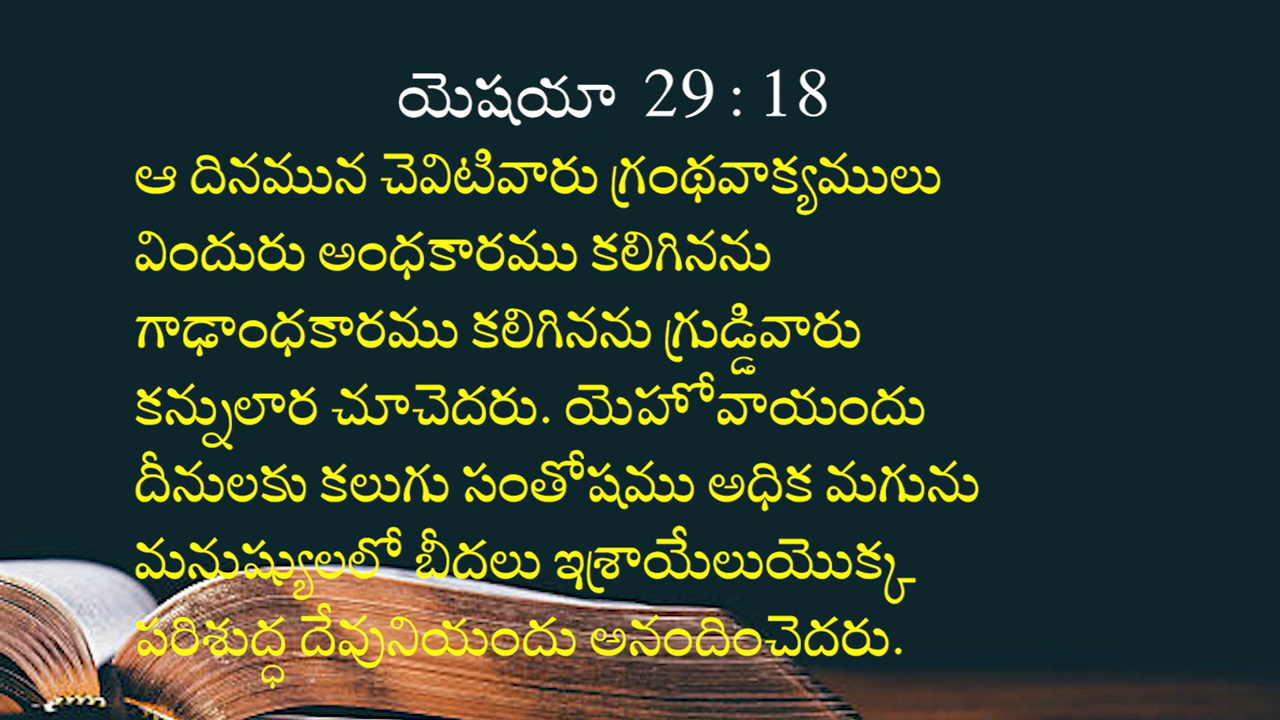 యెషయా 29 : 18
ఆ దినమున చెవిటివారు గ్రంథవాక్యములు
విందురు అంధకారము కలిగినను
గాఢాంధకారము కలిగినను గ్రుడ్డివారు
కన్నులార చూచెదరు. యెహోవాయందు
దీనులకు కలుగు సంతోషము అధిక మగును
మనుష్యులలో బీదలు ఇశ్రాయేలుయొక్క
పరిశుద్ధ దేవునియందు అనందించెదరు.